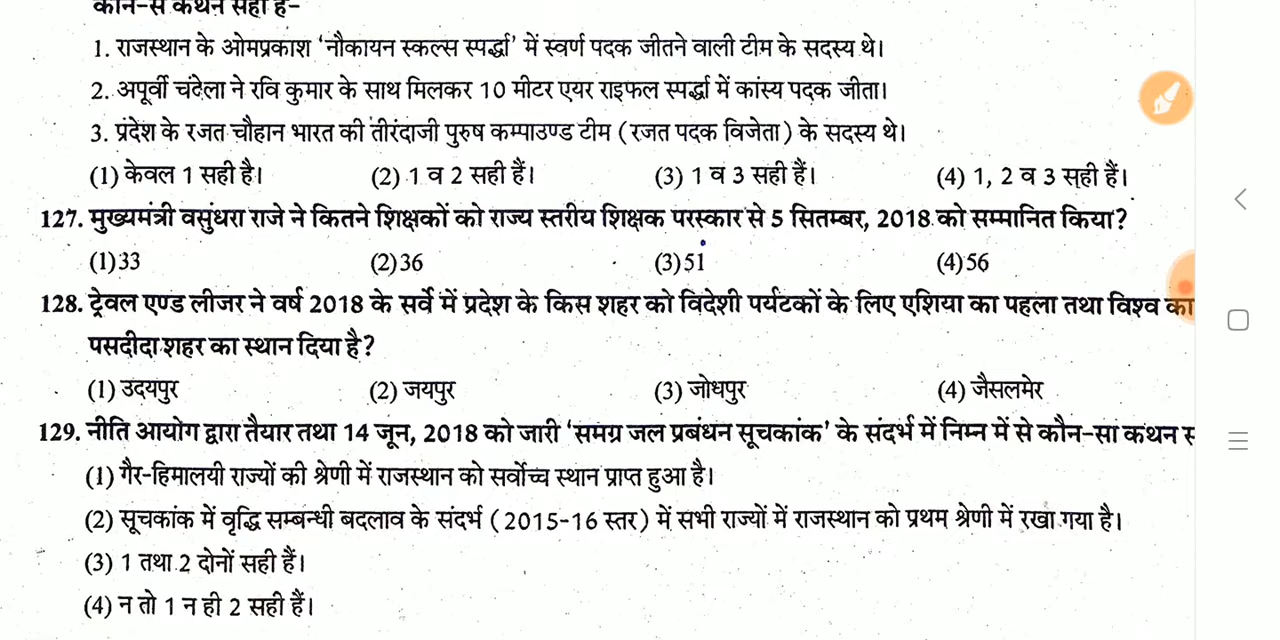 कौन-से कथन सही हैं-
1. राजस्थान के ओमप्रकाश ‘नौकायन स्कल्स स्पर्द्धा’ में स्वर्ण पदक जीतने वाली टीम के सदस्य थे।
2. अपूर्वी चंदेला ने रवि कुमार के साथ मिलकर 10 मीटर एयर राइफल स्पर्द्धा में कांस्य पदक जीता।
3. प्रदेश के रजत चौहान भारत की तीरंदाजी पुरुष कम्पाउण्ड टीम (रजत पदक विजेता) के सदस्य थे।
(1) केवल 1 सही है। (2) 1 व 2 सही हैं। (3) 1 व 3 सही हैं। (4) 1, 2 व 3 सही हैं।
127. मुख्यमंत्री वसुंधरा राजे ने कितने शिक्षकों को राज्य स्तरीय शिक्षक परस्कार से 5 सितम्बर, 2018 को सम्मानित किया?
(1) 33 (2) 36 (3) 51 (4) 56
128. ट्रेवल एण्ड लीजर ने वर्ष 2018 के सर्वे में प्रदेश के किस शहर को विदेशी पर्यटकों के लिए एशिया का पहला तथा विश्व का
पसदीदा शहर का स्थान दिया है?
(1) उदयपुर (2) जयपुर (3) जोधपुर (4) जैसलमेर
129. नीति आयोग द्वारा तैयार तथा 14 जून, 2018 को जारी ‘समग्र जल प्रबंधन सूचकांक’ के संदर्भ में निम्न में से कौन-सा कथन
(1) गैर-हिमालयी राज्यों की श्रेणी में राजस्थान को सर्वोच्च स्थान प्राप्त हुआ है।
(2) सूचकांक में वृद्धि सम्बन्धी बदलाव के संदर्भ (2015-16 स्तर) में सभी राज्यों में राजस्थान को प्रथम श्रेणी में रखा गया है।
(3) 1 तथा 2 दोनों सही हैं।
(4) न तो 1 न ही 2 सही हैं।